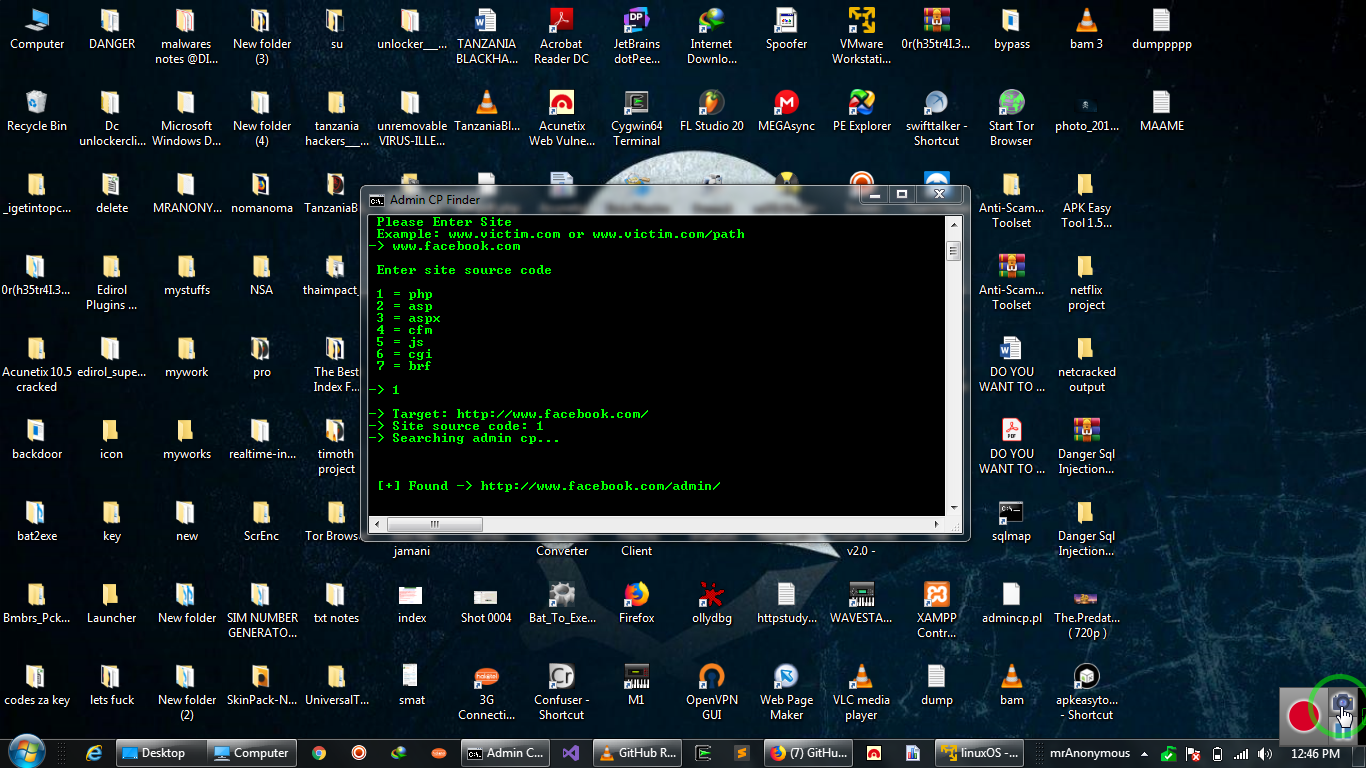 Computer
DANGER
malwares
notes @DI...
New folder
(3)
su
unlocker___...
TANZANIA
BLACKHA...
Acrobat
Reader DC
JetBrains
dotPee...
Internet
Downlo...
Spoofer
VMware
Workstati...
0r(h35tr4I.3...
bypass
bam 3
dumppppp
Recycle Bin
Dc
unlockercli...
Microsoft
Windows D...
New folder
(4)
tanzania
hackers___...
unremovable
VIRUS-ILLE...
TanzaniaBl...
Acunetix
Web Vulne...
Cygwin64
Terminal
FL Studio 20
MEGAsync
PE Explorer
swifttalker -
Shortcut
Start Tor
Browser
photo_201...
MAAME
_igetintopc...
delete
MRANONY...
nomanoma
TanzaniaB
Anti-Scam...
Toolset
APK Easy
Tool 1.5...
0r(h35tr4I.3...
Edirol
Plugins ...
mystuffs
NSA
thaimpact_
Anti-Scam...
Toolset
netflix
project
Acunetix 10.5
cracked
edirol_supe...
mywork
pro
The Best
Index F...
DO YOU
WANT TO ...
netcracked
output
backdoor
icon
myworks
realtime-in...
timoth
project
DO YOU
WANT TO ...
Danger Sql
Injection...
bat2exe
key
new
ScrEnc
Tor Brows
jamani
Converter
Client
v2.0 -
sqlmap
Danger Sql
Injection...
Bmbrs_Pck...
Launcher
New folder
SIM NUMBER
GENERATO...
txt notes
index
Shot 0004
Bat_To_Exe...
Firefox
ollydbg
httpstudy...
WAVESTA...
XAMPP
Contr...
admincp.pl
The.Predat...
( 720p )
codes za key
lets fuck
New folder
(2)
SkinPack-N...
UniversalT...
smat
3G
Connecti...
Confuser -
Shortcut
M1
OpenVPN
GUI
Web Page
Maker
VLC media
player
dump
bam
apkeasyto...
- Shortcut
Admin CP Finder
Please Enter Site
Example: www.victim.com or www.victim.com/path
-> www.facebook.com
Enter site source code
1 = php
2 = asp
3 = aspx
4 = cfm
5 = js
6 = cgi
7 = brf
-> 1
-> Target: http://www.facebook.com/
-> Site source code: 1
-> Searching admin cp...
[+] Found -> http://www.facebook.com/admin/
Desktop
Computer
Admin C...
GitHub R...
(7) GitHu...
linuxOS -...
mrAnonymous
12:46 PM